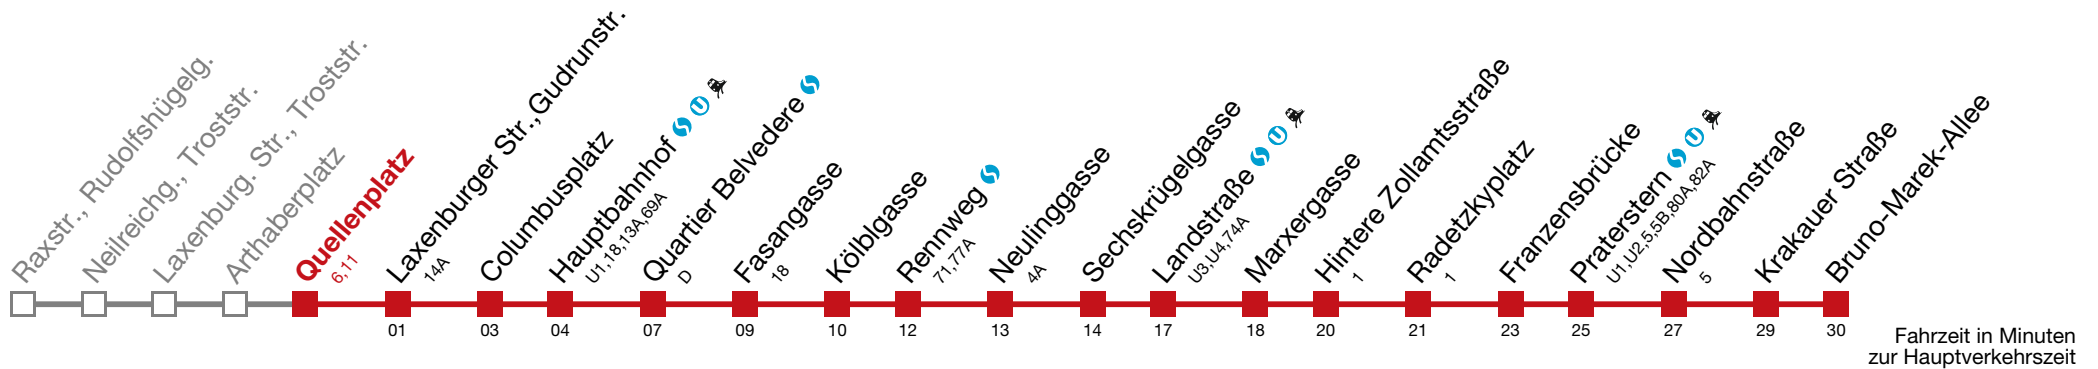 Raxstr., Rudolfshügelg.
Neilreichg., Troststr.
Laxenburg. Str., Troststr.
Arthaberplatz
Quellenplatz
6,11
Laxenburger Str.,Gudrunstr.
14A
Columbusplatz
Hauptbahnhof S U
U1,18,13A,69A
Quartier Belvedere S
D
Fasangasse
18
Kölblgasse
Rennweg S
71,77A
Neulinggasse
4A
Sechskrügelgasse
Landstraße S U
U3,U4,74A
Marxergasse
Hintere Zollamtsstraße
1
Radetzkyplatz
1
Franzensbrücke
Praterstern S U
U1,U2,5,5B,80A,82A
Nordbahnstraße
5
Krakauer Straße
Bruno-Marek-Allee
01 03 04 07 09 10 12 13 14 17 18 20 21 23 25 27 29 30
Fahrzeit in Minuten
zur Hauptverkehrszeit